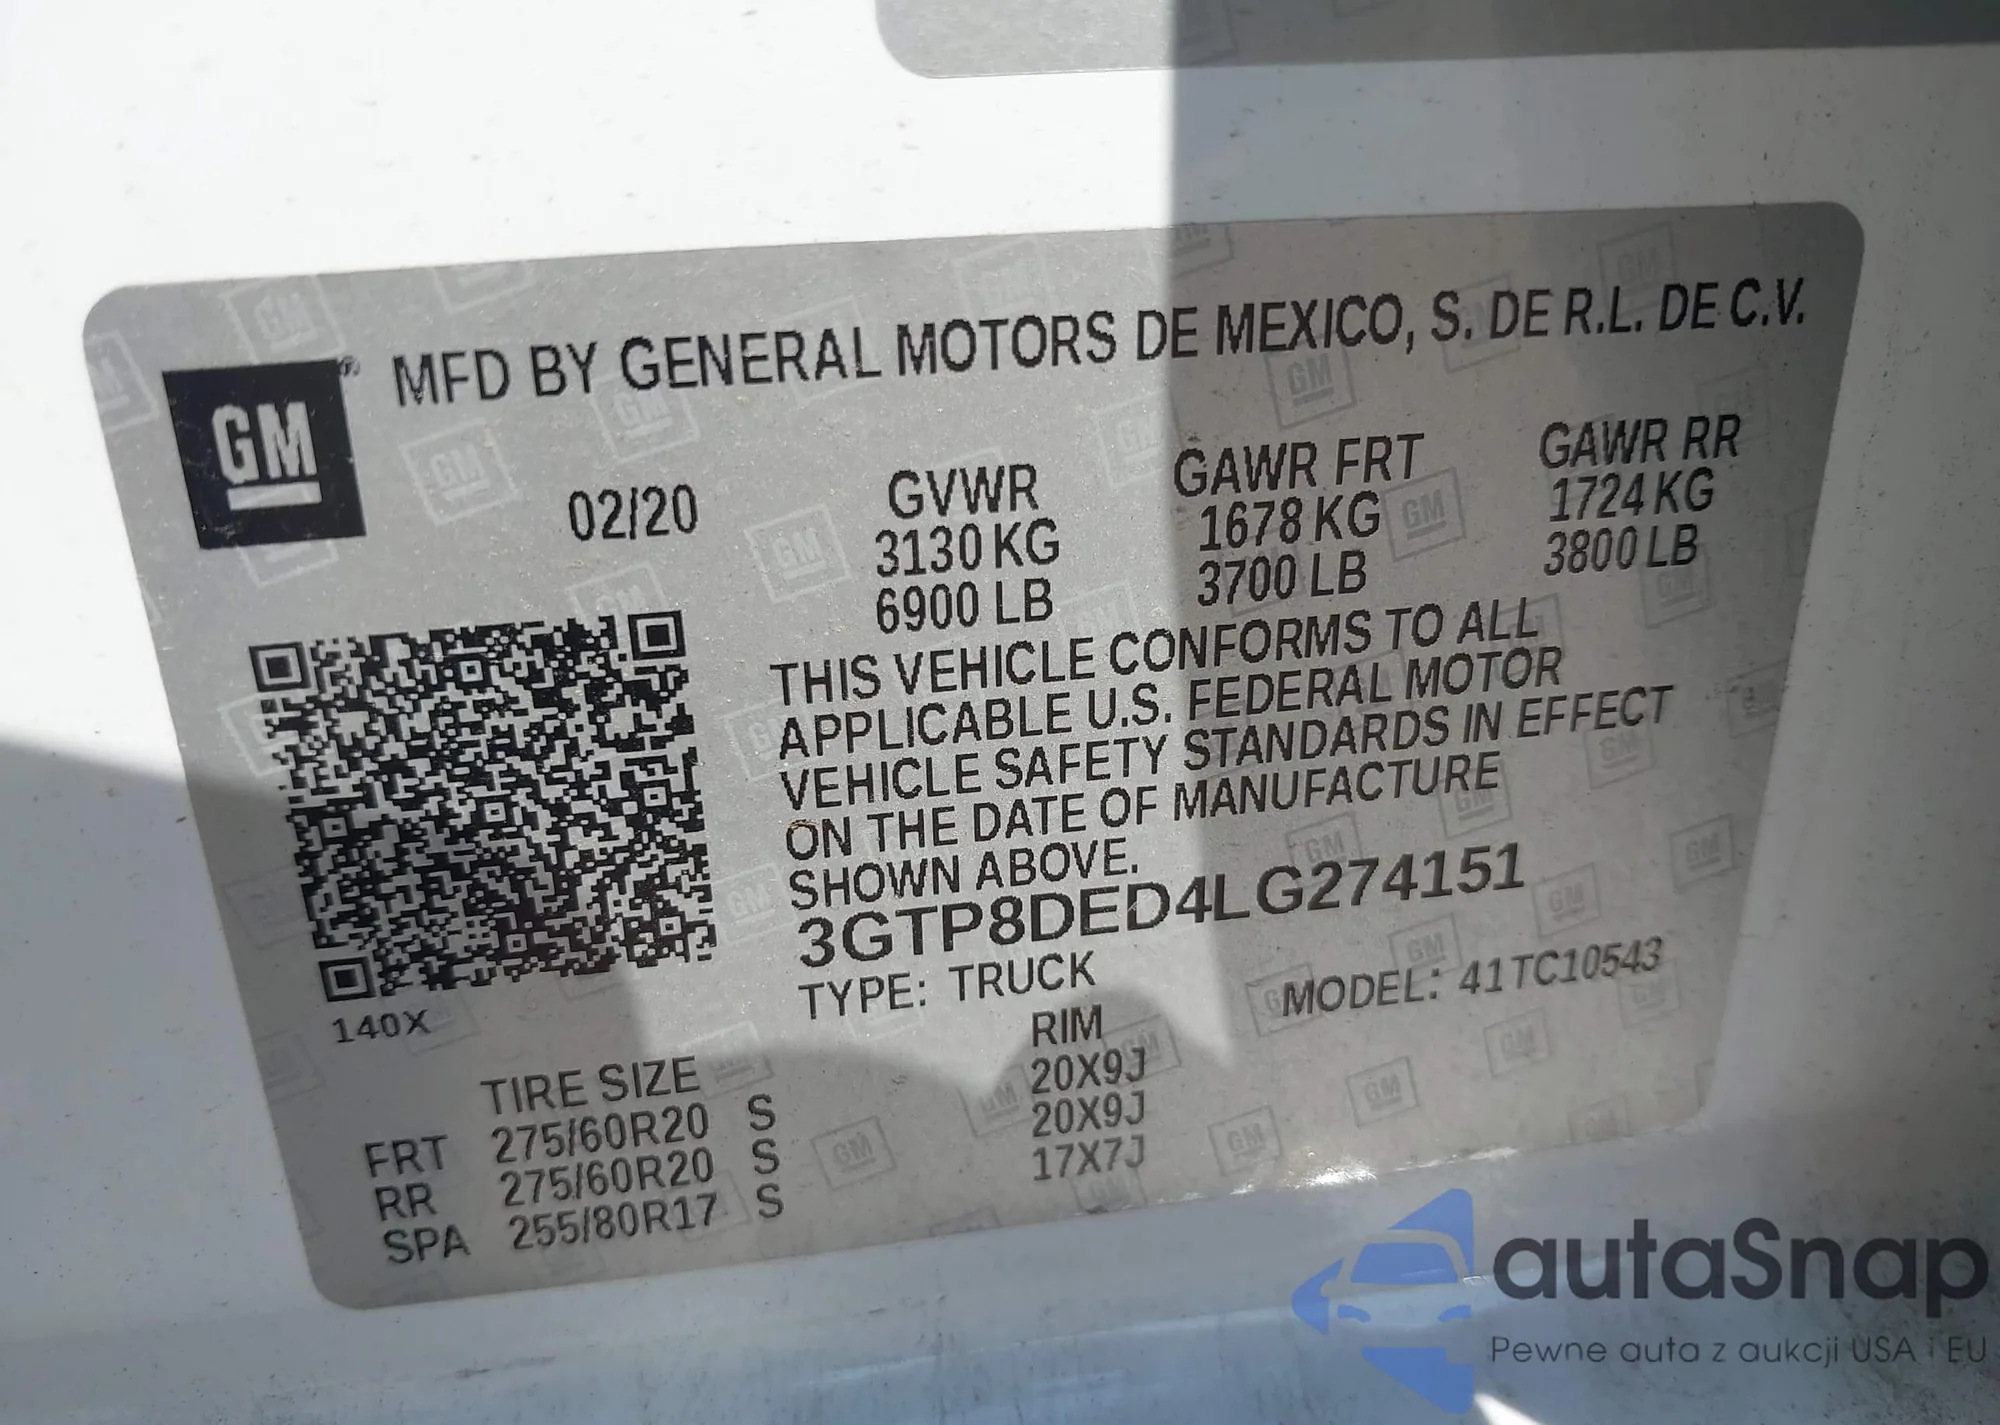 GM
MFD BY GENERAL MOTORS DE MEXICO, S. DE R.L. DE C.V.
02/20
GVWR
3130 KG
6900 LB
GAWR FRT
1678 KG
3700 LB
GAWR RR
1724 KG
3800 LB
THIS VEHICLE CONFORMS TO ALL
APPLICABLE U.S. FEDERAL MOTOR
VEHICLE SAFETY STANDARDS IN EFFECT
ON THE DATE OF MANUFACTURE
SHOWN ABOVE.
3GTP8DED4LG274151
TYPE: TRUCK MODEL: 41TC10543
140X
TIRE SIZE RIM
FRT 275/60R20 S 20X9J
RR 275/60R20 S 20X9J
SPA 255/80R17 S 17X7J
autaSnap
Pewne auta z aukcji USA i EU